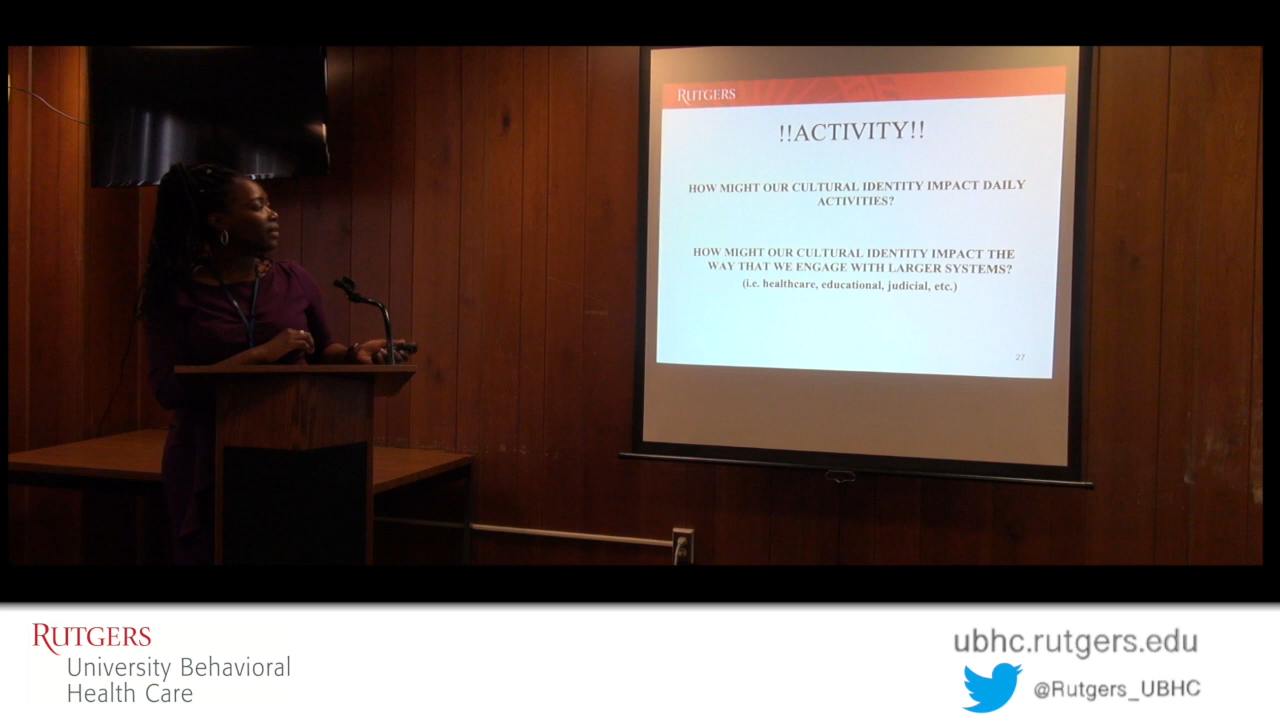 RUTGERS
!!ACTIVITY!!
HOW MIGHT OUR CULTURAL IDENTITY IMPACT DAILY
ACTIVITIES?
HOW MIGHT OUR CULTURAL IDENTITY IMPACT THE
WAY THAT WE ENGAGE WITH LARGER SYSTEMS?
(i.e. healthcare, educational, judicial, etc.)
27
RUTGERS
University Behavioral
Health Care
ubhc.rutgers.edu
@Rutgers_UBHC